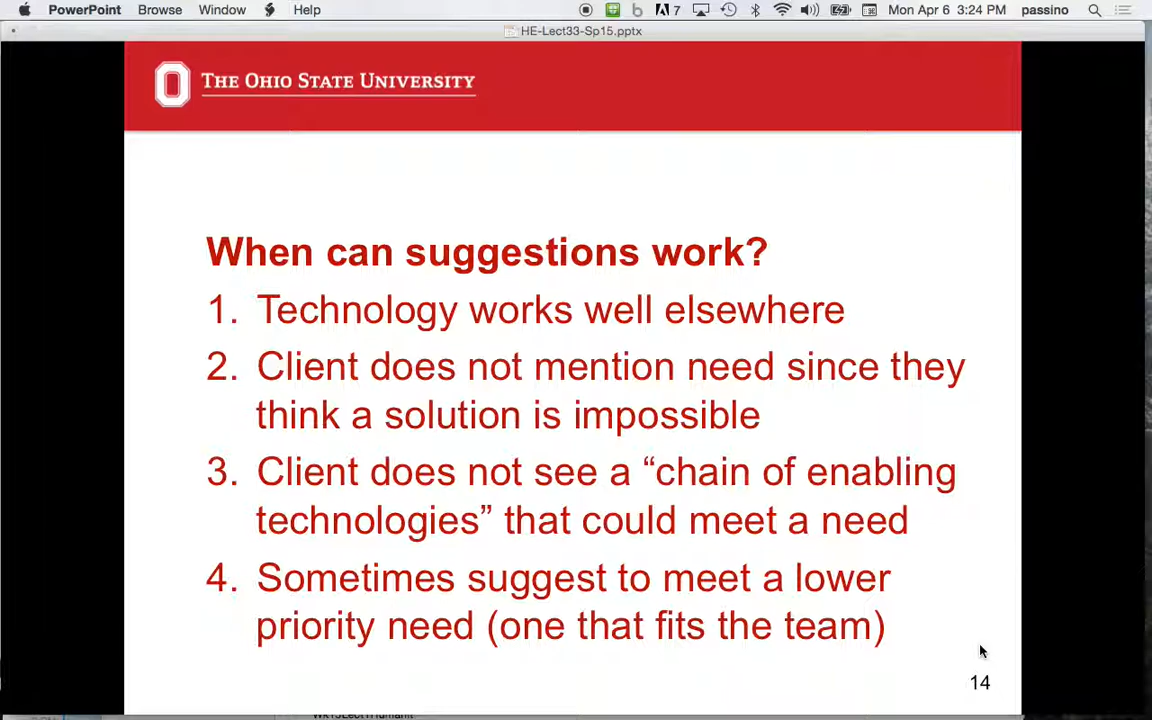 PowerPoint Browse Window Help 7 Mon Apr 6 3:24 PM passino
HE-Lect33-Sp15.pptx
THE OHIO STATE UNIVERSITY
When can suggestions work?
1. Technology works well elsewhere
2. Client does not mention need since they
think a solution is impossible
3. Client does not see a “chain of enabling
technologies” that could meet a need
4. Sometimes suggest to meet a lower
priority need (one that fits the team)
14